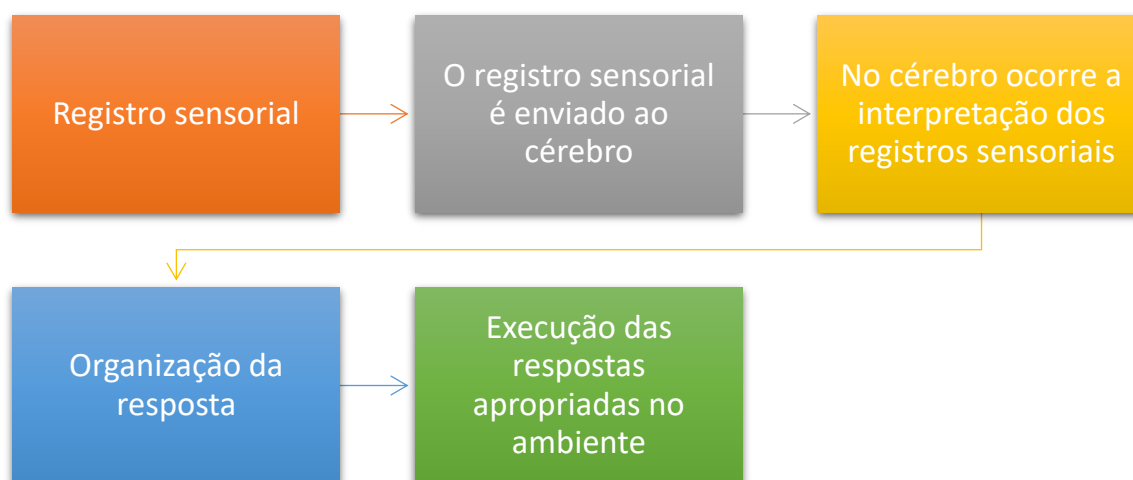 Registro sensorial
O registro sensorial
é enviado ao
cérebro
No cérebro ocorre a
interpretação dos
registros sensoriais
Organização da
resposta
Execução das
respostas
apropriadas no
ambiente